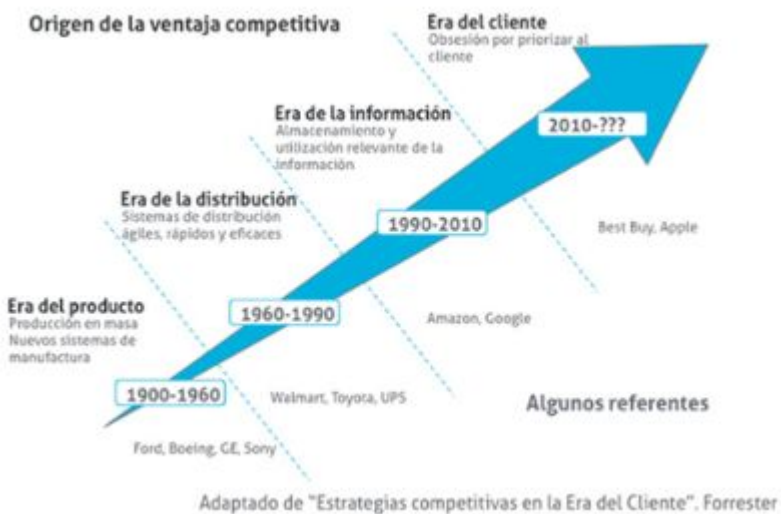 Origen de la ventaja competitiva
Era del cliente
Obsesión por priorizar al
cliente
Era de la información
Almacenamiento y
utilización relevante de la
información
2010-???
Era de la distribución
Sistemas de distribución
ágiles, rápidos y eficaces
1990-2010
Best Buy, Apple
Era del producto
Producción en masa
Nuevos sistemas de
manufactura
1960-1990
Amazon, Google
1900-1960
Walmart, Toyota, UPS
Algunos referentes
Ford, Boeing, GE, Sony
Adaptado de "Estrategias competitivas en la Era del Cliente". Forrester